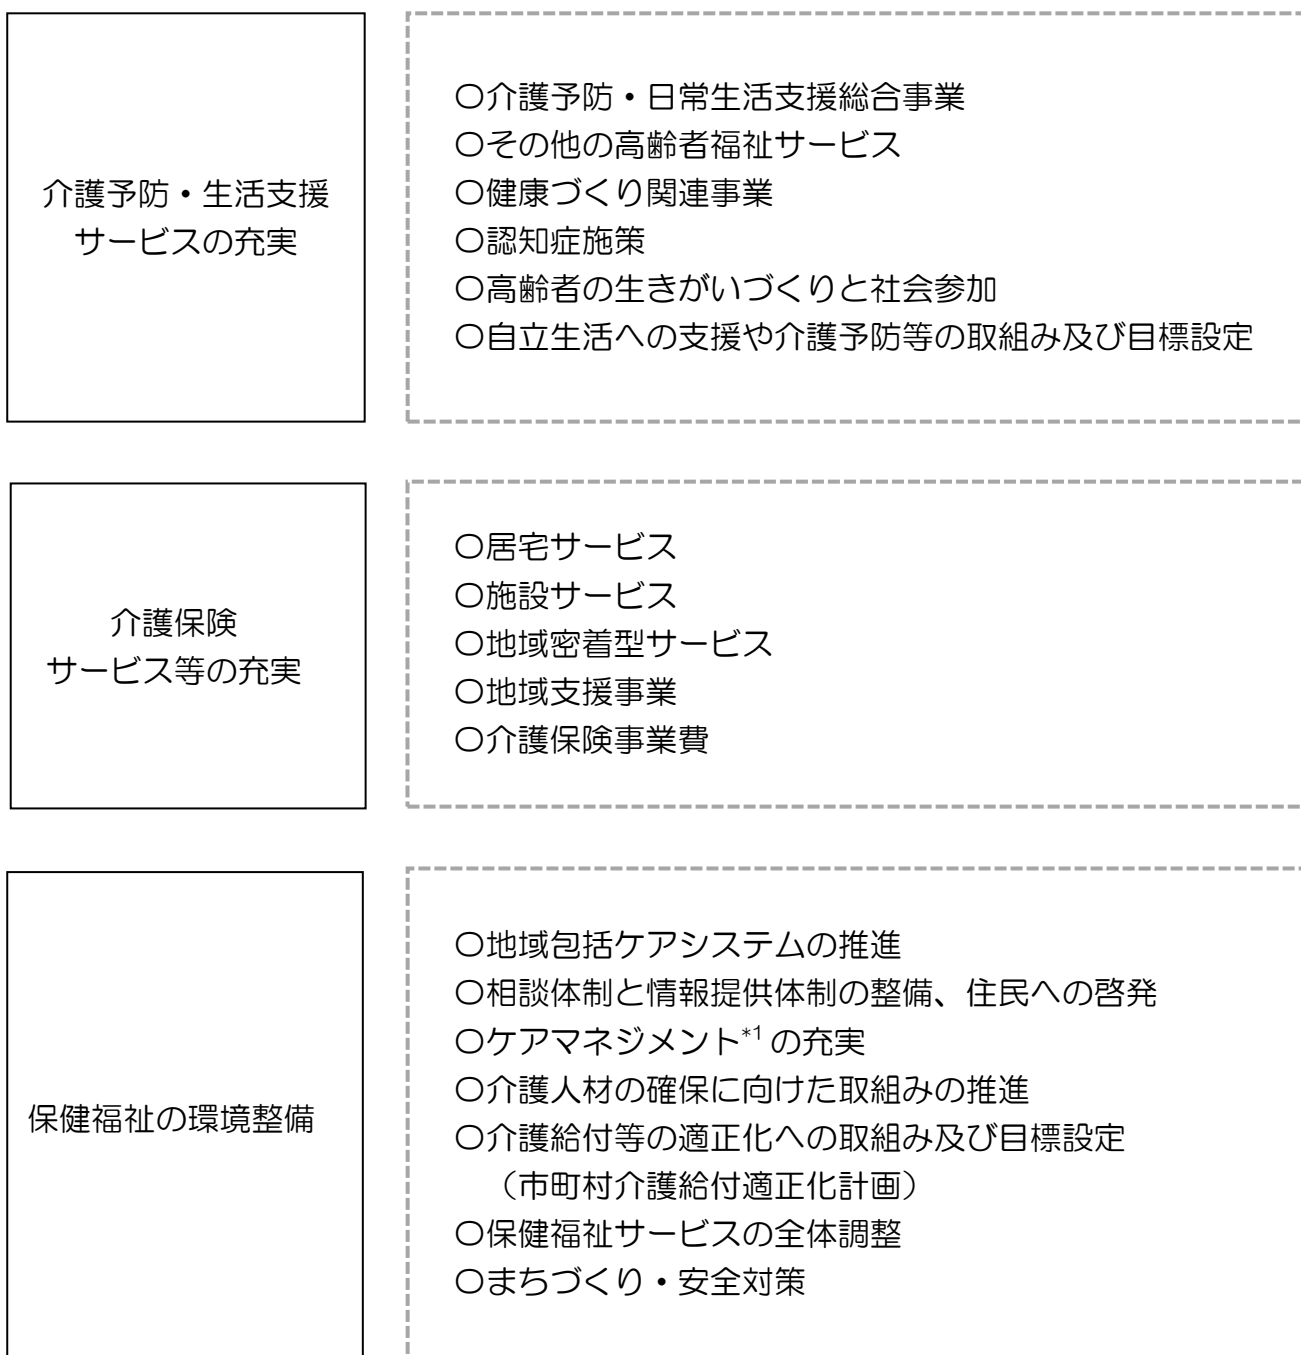 介護予防・生活支援
サービスの充実
〇介護予防・日常生活支援総合事業
〇その他の高齢者福祉サービス
〇健康づくり関連事業
〇認知症施策
〇高齢者の生きがいづくりと社会参加
〇自立生活への支援や介護予防等の取組み及び目標設定
介護保険
サービス等の充実
〇居宅サービス
〇施設サービス
〇地域密着型サービス
〇地域支援事業
〇介護保険事業費
保健福祉の環境整備
〇地域包括ケアシステムの推進
〇相談体制と情報提供体制の整備、住民への啓発
〇ケアマネジメント*1の充実
〇介護人材の確保に向けた取組みの推進
〇介護給付等の適正化への取組み及び目標設定
（市町村介護給付適正化計画）
〇保健福祉サービスの全体調整
〇まちづくり・安全対策